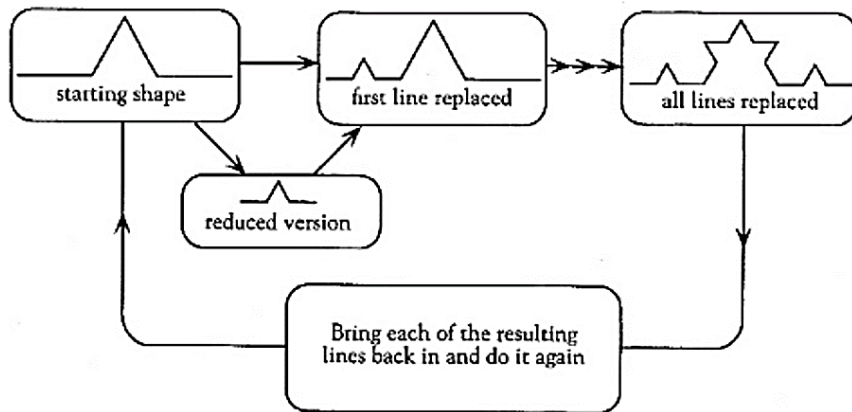 starting shape
first line replaced
all lines replaced
reduced version
Bring each of the resulting
lines back in and do it again